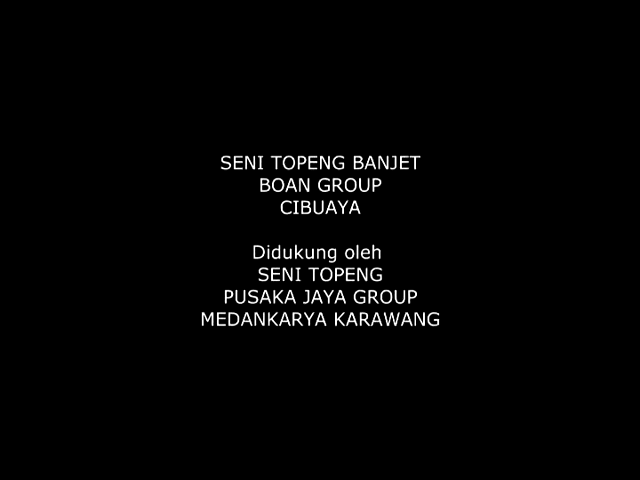 SENI TOPENG BANJET
BOAN GROUP
CIBUAYA
Didukung oleh
SENI TOPENG
PUSAKA JAYA GROUP
MEDANKARYA KARAWANG